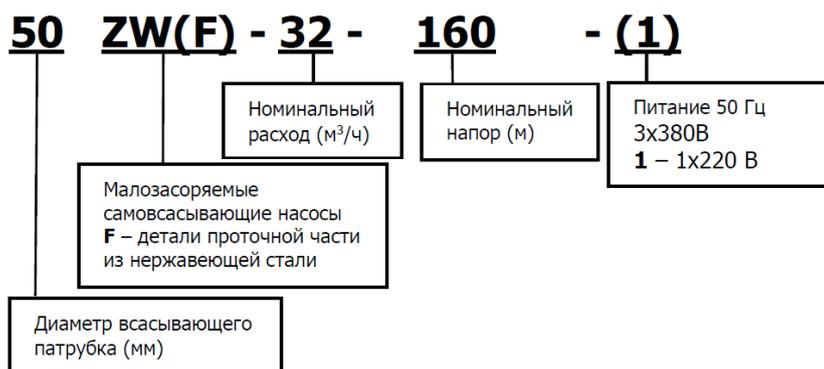 50 ZW(F) - 32 - 160 - (1)
Номинальный
расход (м³/ч)
Номинальный
напор (м)
Питание 50 Гц
3х380В
1 – 1х220 В
Малозасоряемые
самовсасывающие насосы
F – детали проточной части
из нержавеющей стали
Диаметр всасывающего
патрубка (мм)